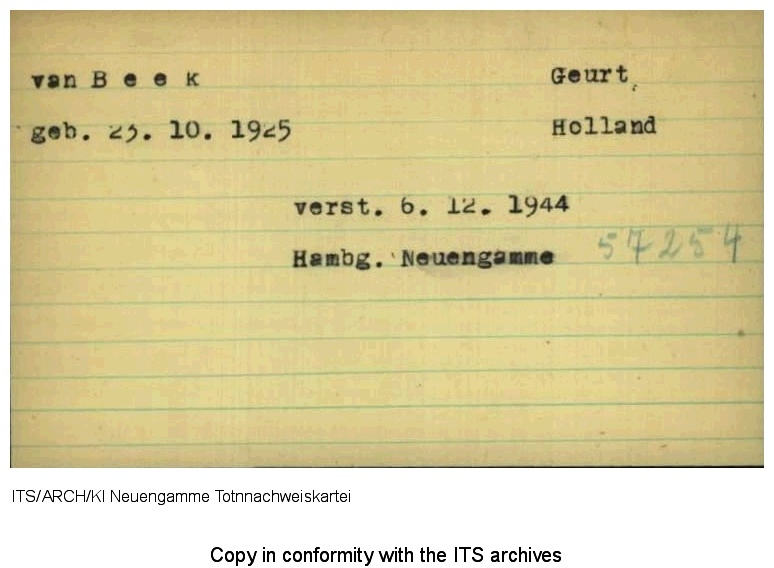 van B e e k Geurt
geb. 23. 10. 1925 Holland
verst. 6. 12. 1944
Hambg. Neuengamme 57254
ITS/ARCH/KI Neuengamme Totnnachweiskartei
Copy in conformity with the ITS archives